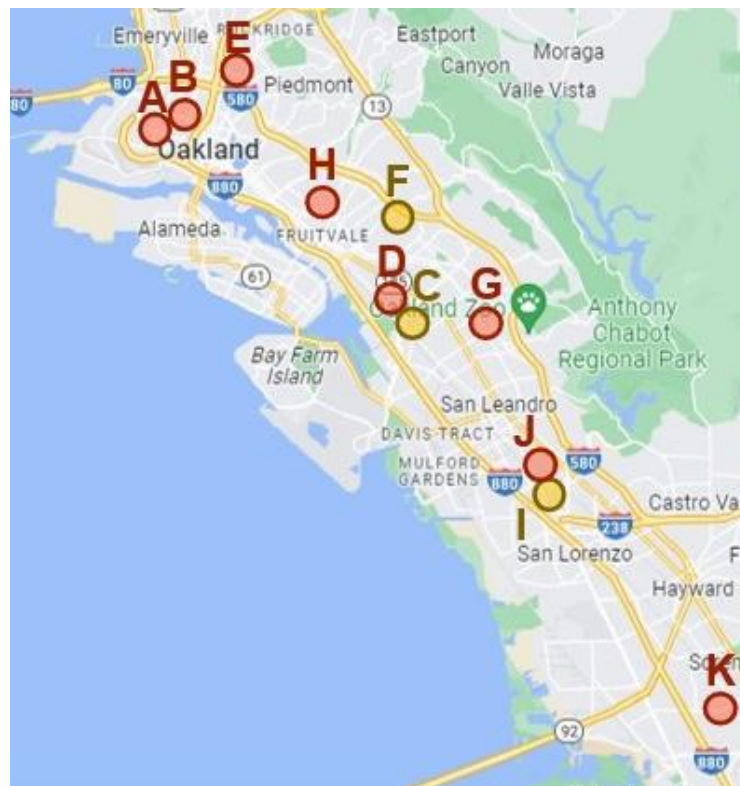 Emeryville
ROCKRIDGE
Eastport
Moraga
Canyon
Valle Vista
Piedmont
E
A
B
80
80
580
13
Oakland
880
H
F
Alameda
FRUITVALE
61
D
C
G
Oakland Zoo
Anthony
Chabot
Regional Park
Bay Farm
Island
San Leandro
DAVIS TRACT
J
MULFORD
GARDENS
880
580
I
Castro Va
238
San Lorenzo
F
Hayward
K
92
880